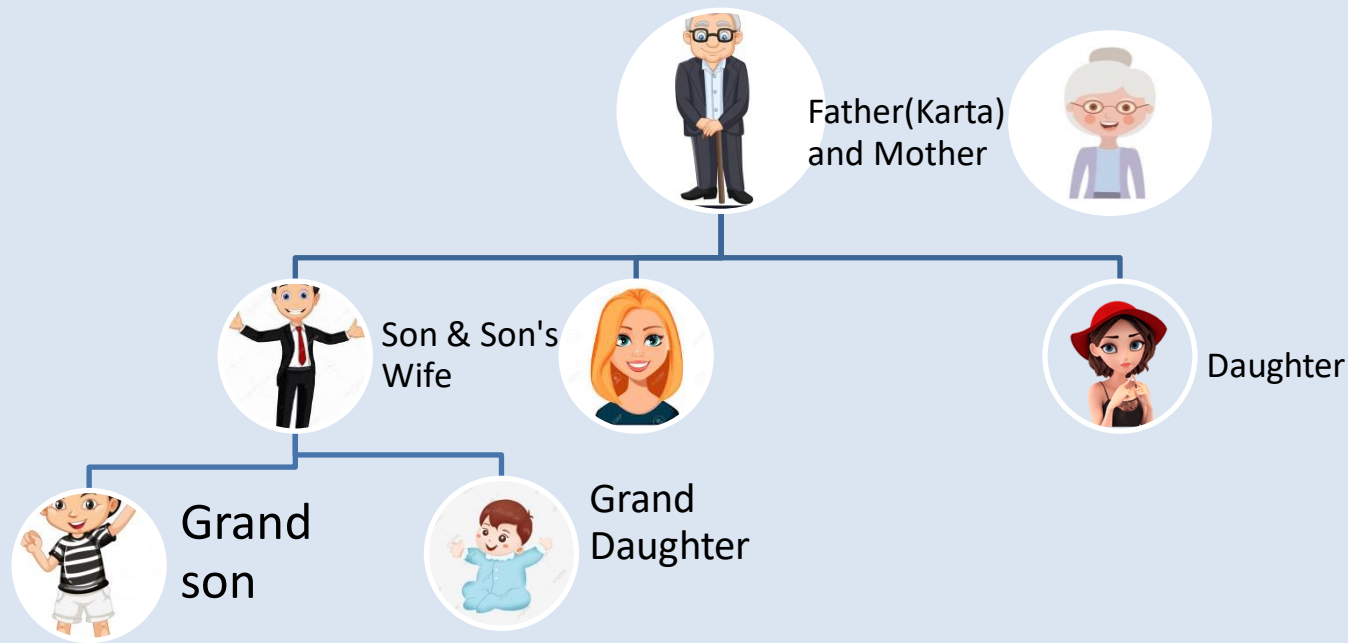 Father(Karta)
and Mother
Son & Son's
Wife
Daughter
Grand
son
Grand
Daughter